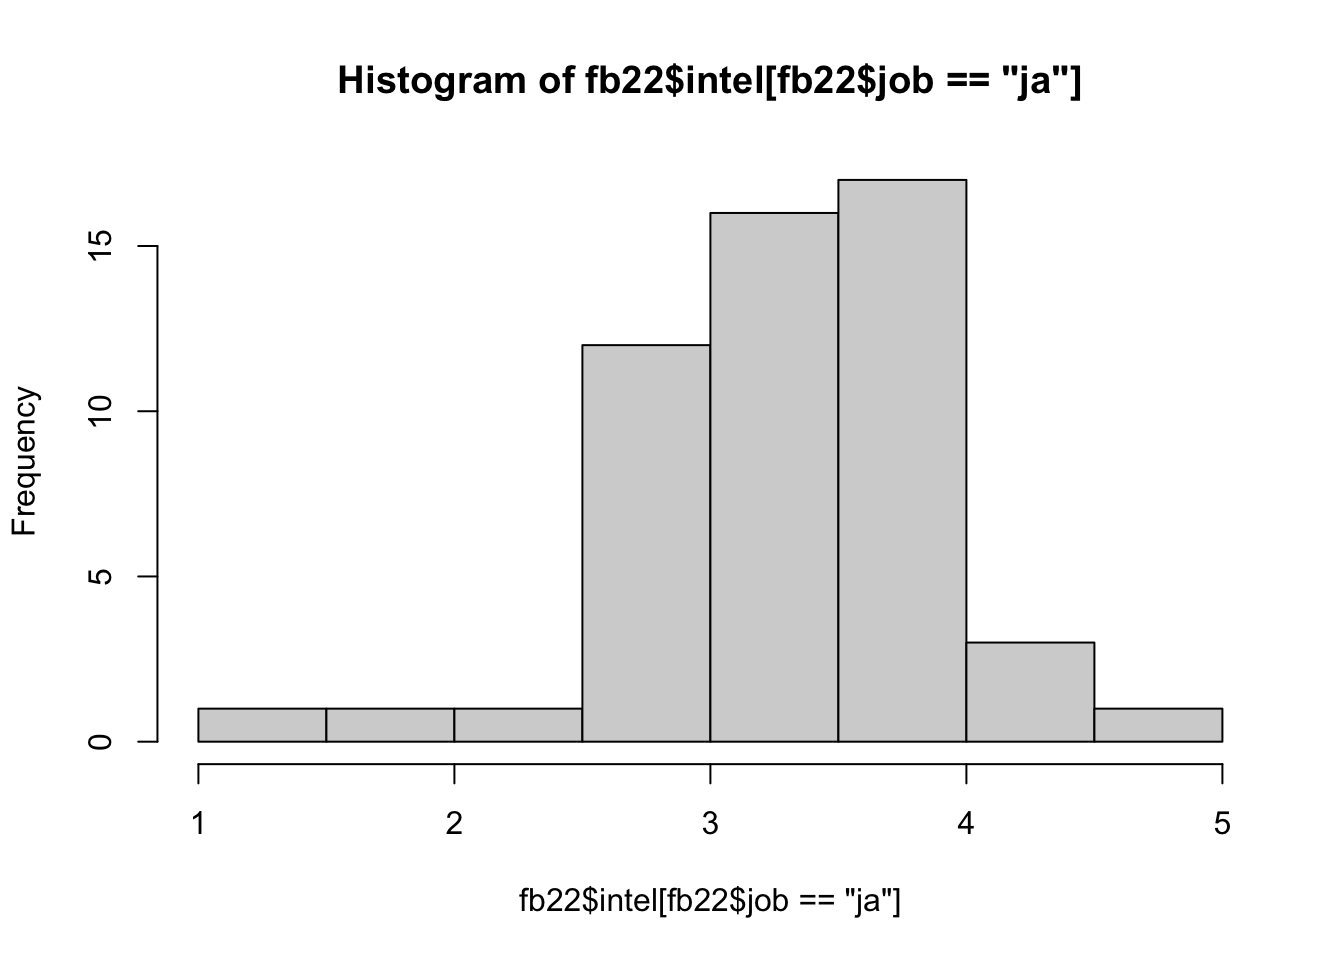 Histogram of fb22$intel[fb22$job == "ja"]
Frequency
15
10
5
0
1 2 3 4 5
fb22$intel[fb22$job == "ja"]